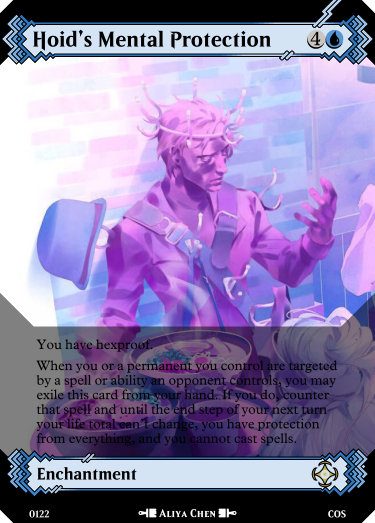 Hoid's Mental Protection 4
You have hexproof.
When you or a permanent you control are targeted
by a spell or ability an opponent controls, you may
exile this card from your hand. If you do, counter
that spell and until the end step of your next turn
your life total can't change, you have protection
from everything, and you cannot cast spells.
Enchantment
0122 Aliya Chen COS